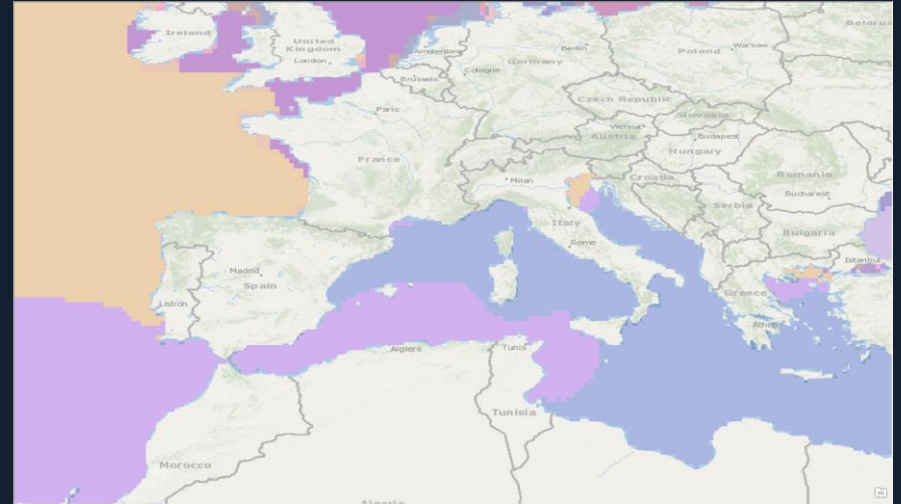 Ireland
United
Kingdom
London
Amsterdam
Berlin
Poland
Warsaw
Belarus
Brussels
Cologne
Germany
Paris
Czech Republic
Slovakia
Vienna
Austria
Budapest
Hungary
France
Milan
Croatia
Romania
Bucharest
Serbia
Italy
Bulgaria
Rome
Madrid
Spain
Istanbul
Lisbon
Greece
Athens
Algiers
Tunis
Tunisia
Morocco
Algeria